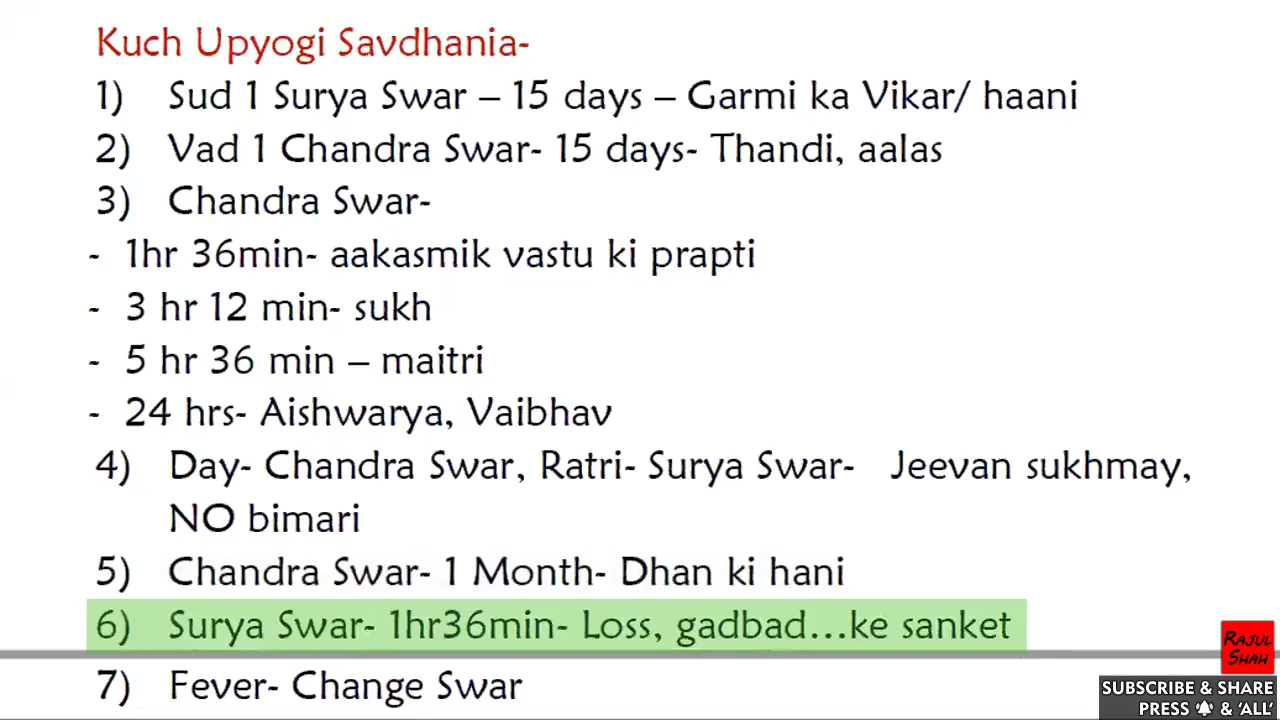 Kuch Upyogi Savdhania-
1) Sud 1 Surya Swar – 15 days – Garmi ka Vikar/ haani
2) Vad 1 Chandra Swar- 15 days- Thandi, aalas
3) Chandra Swar-
- 1hr 36min- aakasmik vastu ki prapti
- 3 hr 12 min- sukh
- 5 hr 36 min – maitri
- 24 hrs- Aishwarya, Vaibhav
4) Day- Chandra Swar, Ratri- Surya Swar- Jeevan sukhmay,
NO bimari
5) Chandra Swar- 1 Month- Dhan ki hani
6) Surya Swar- 1hr36min- Loss, gadbad...ke sanket
7) Fever- Change Swar
RAJUL
SHAH
SUBSCRIBE & SHARE
PRESS 🔔 & 'ALL'